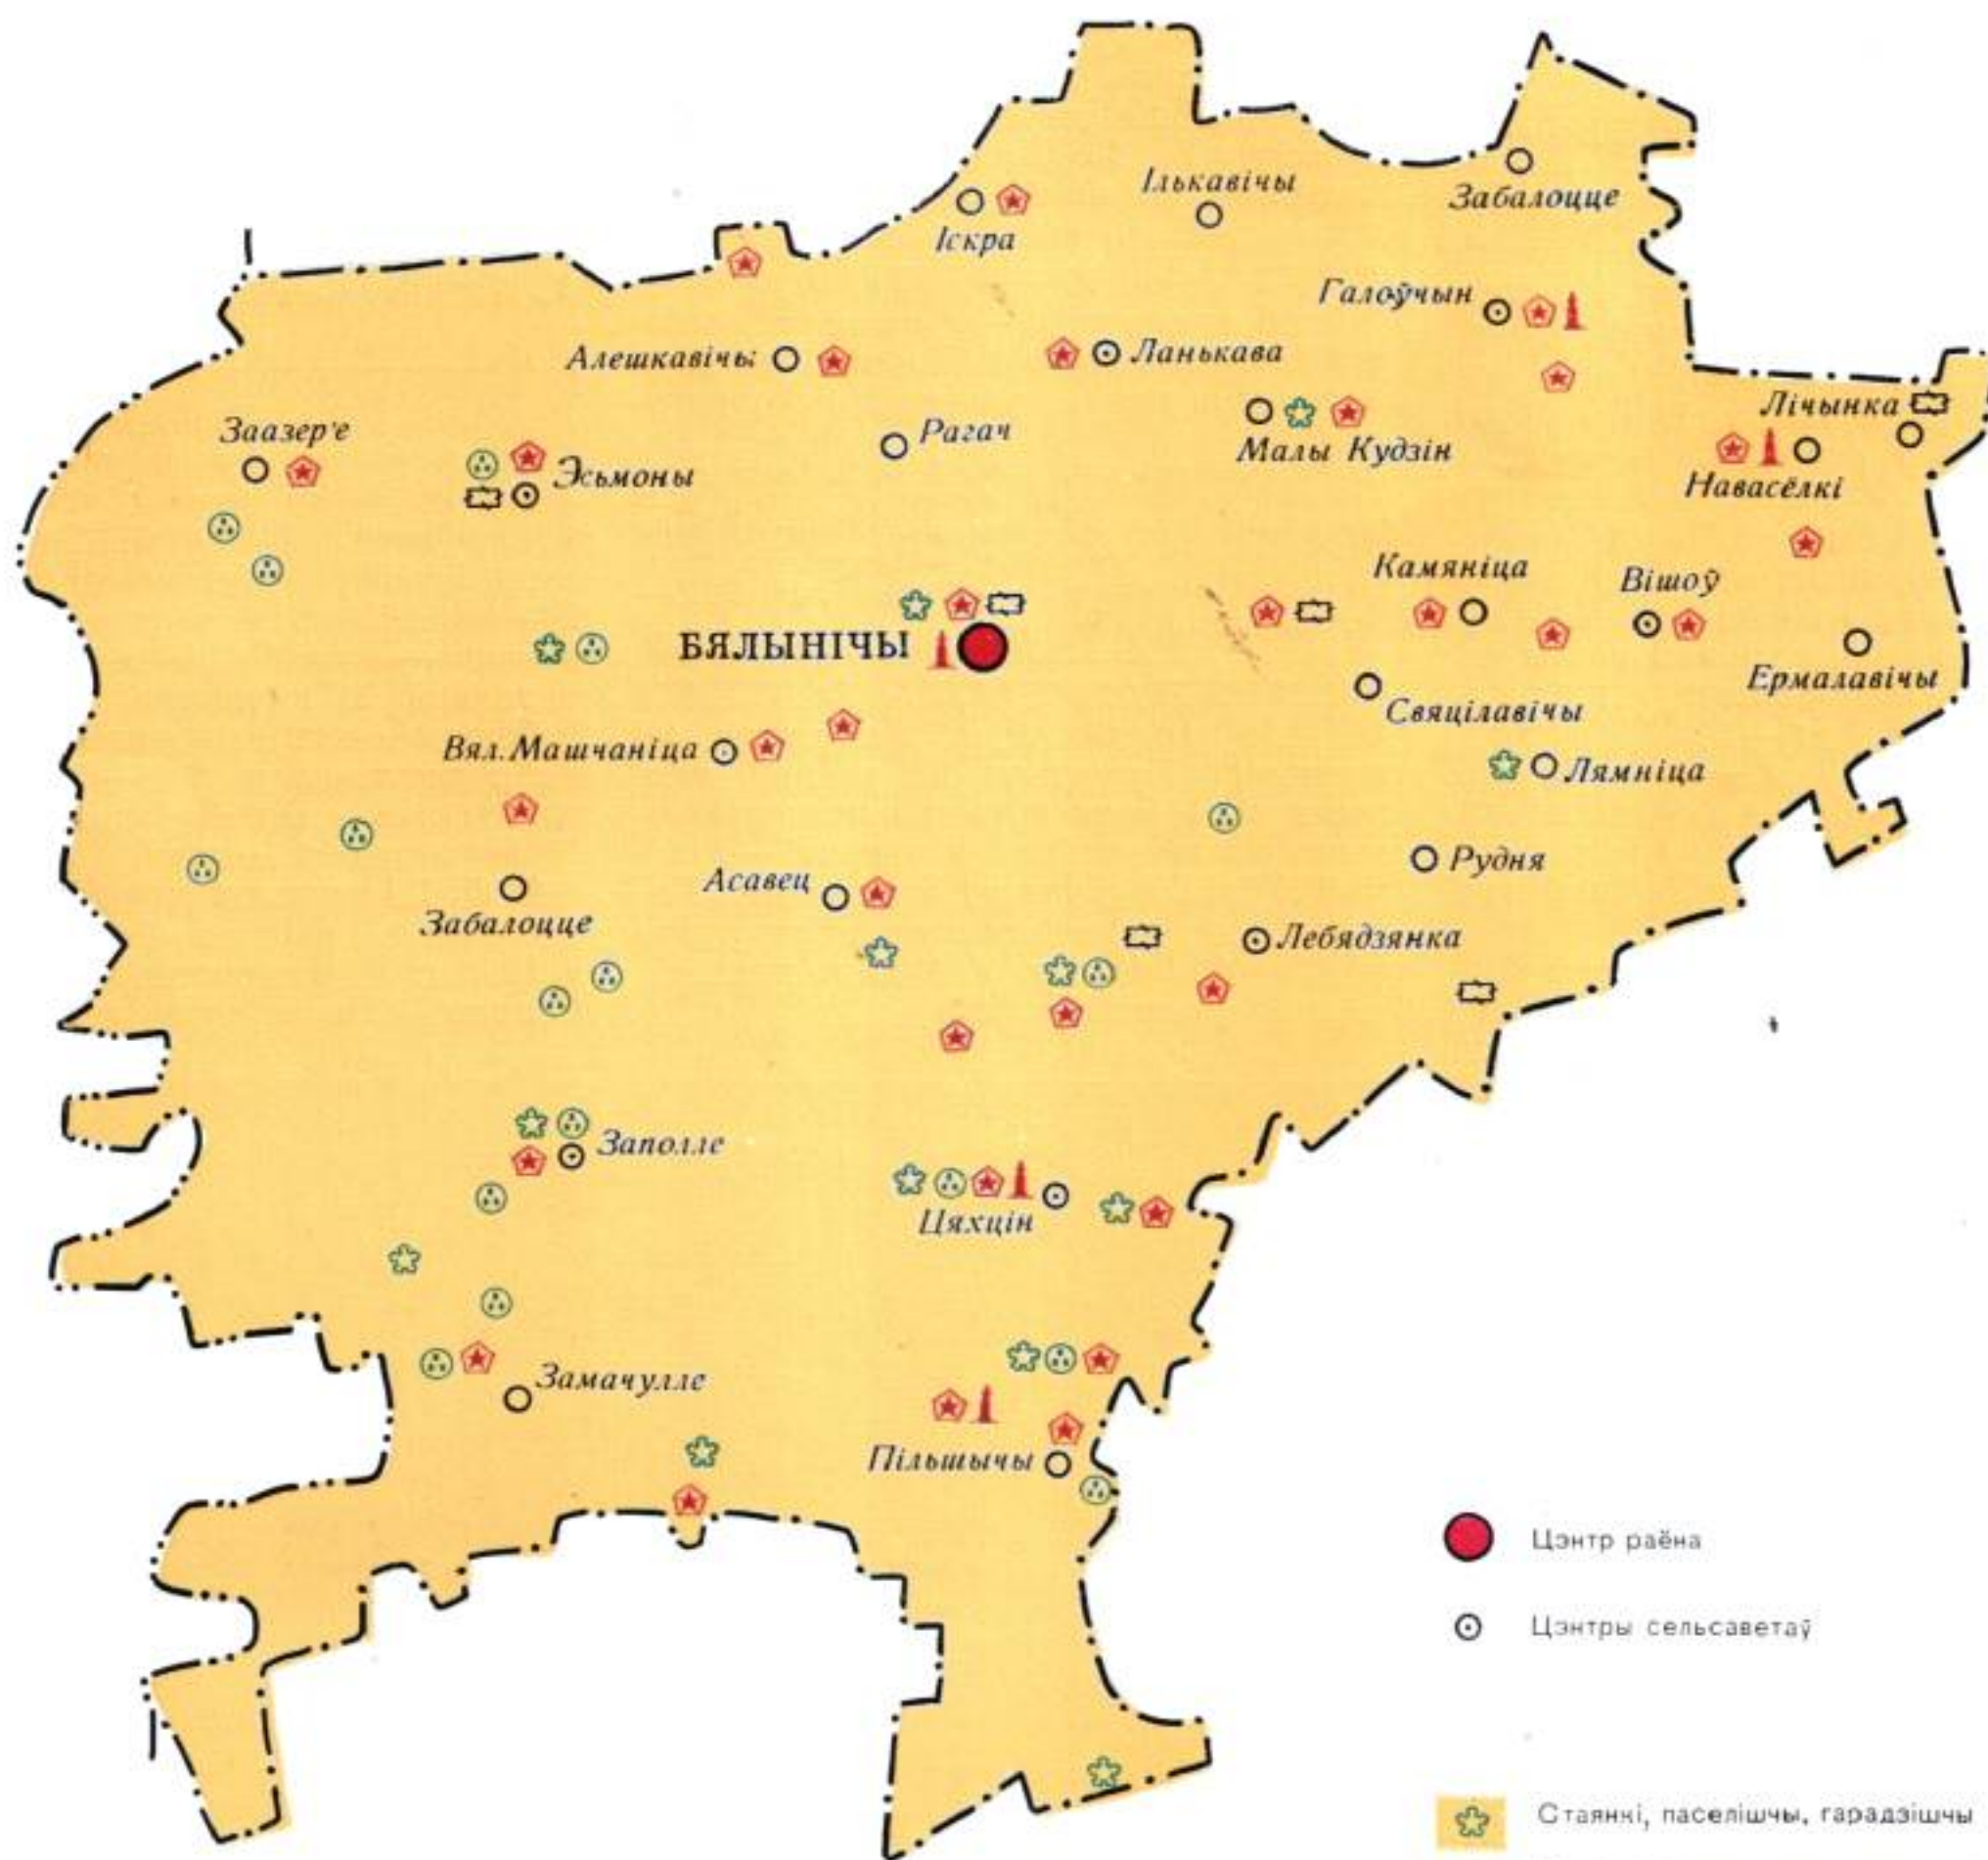 Ількавічы
Забалоцце
Іскра
Галоўчын
Алешкавічы
Ланькава
Лічынка
Заазер'е
Рагач
Малы Кудзін
Эсьмоны
Наваселкі
Камяніца
Вішоў
БЯЛЫНІЧЫ
Ермалавічы
Свяцілавічы
Вял. Машчаніца
Лямніца
Рудня
Асавец
Забалоцце
Лебядзянка
Заполле
Цяхцін
Замачулле
Пільшычы
Цэнтр раёна
Цэнтры сельсаветаў
Стаянкі, паселішчы, гарадзішчы